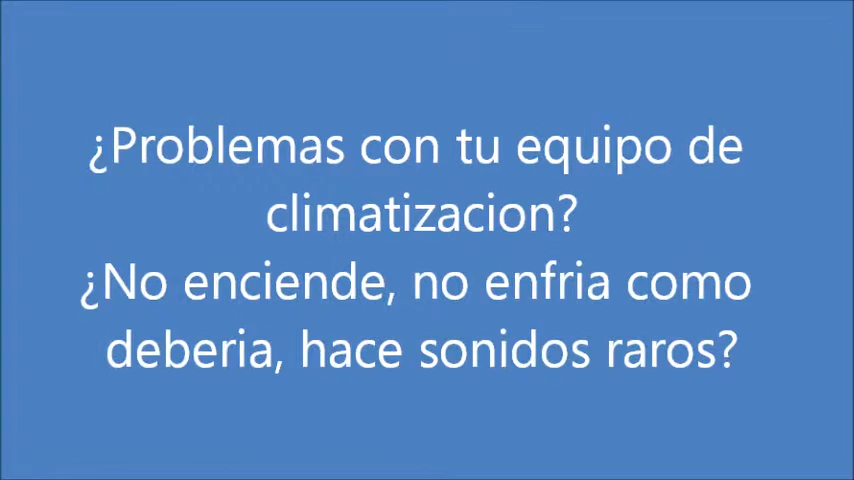 ¿Problemas con tu equipo de
climatizacion?
¿No enciende, no enfria como
deberia, hace sonidos raros?